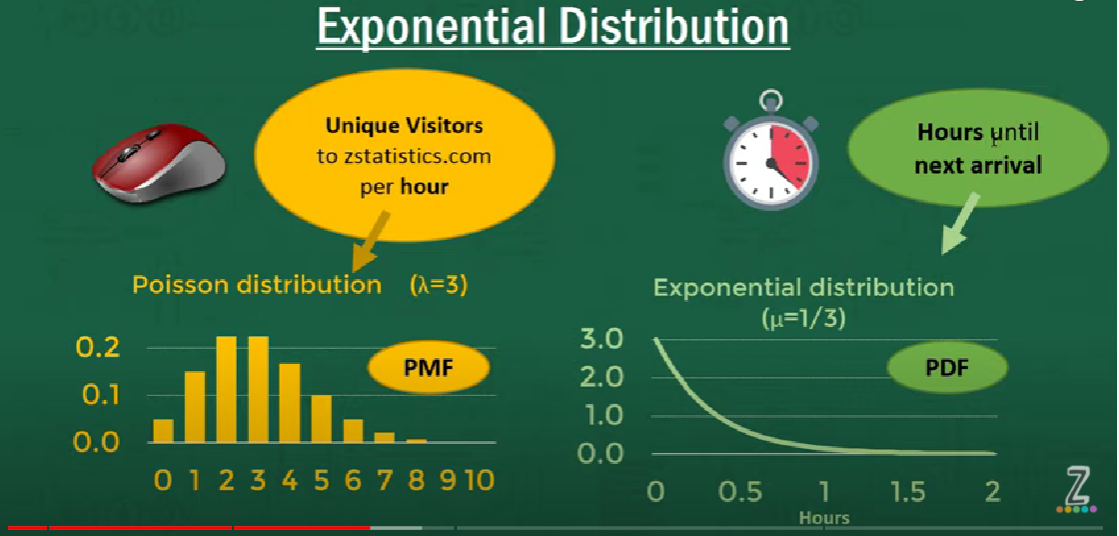 Exponential Distribution
Unique Visitors
to zstatistics.com
per hour
Hours until
next arrival
Poisson distribution (λ=3)
Exponential distribution
(μ=1/3)
0.2
0.1
0.0
PMF
0 1 2 3 4 5 6 7 8 9 10
3.0
2.0
1.0
0.0
PDF
0 0.5 1 1.5 2
Hours
Z